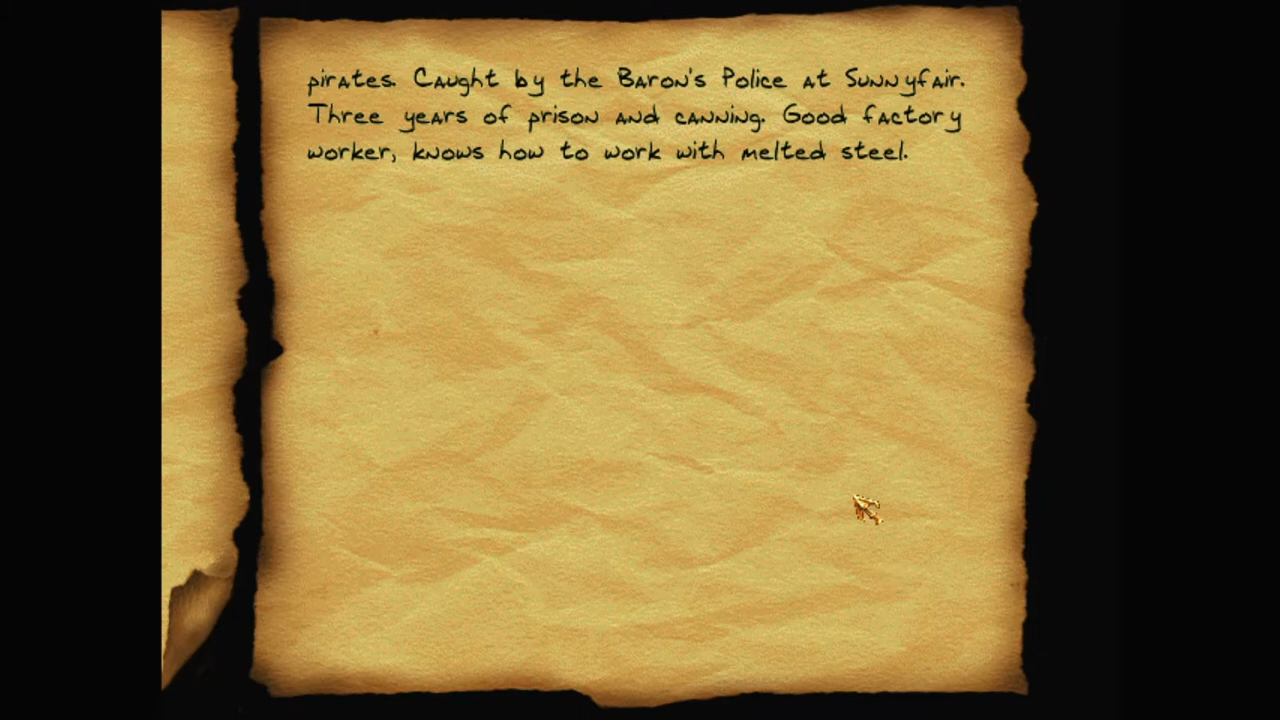 pirates. Caught by the Baron's Police at Sunnyfair.
Three years of prison and canning. Good factory
worker, knows how to work with melted steel.